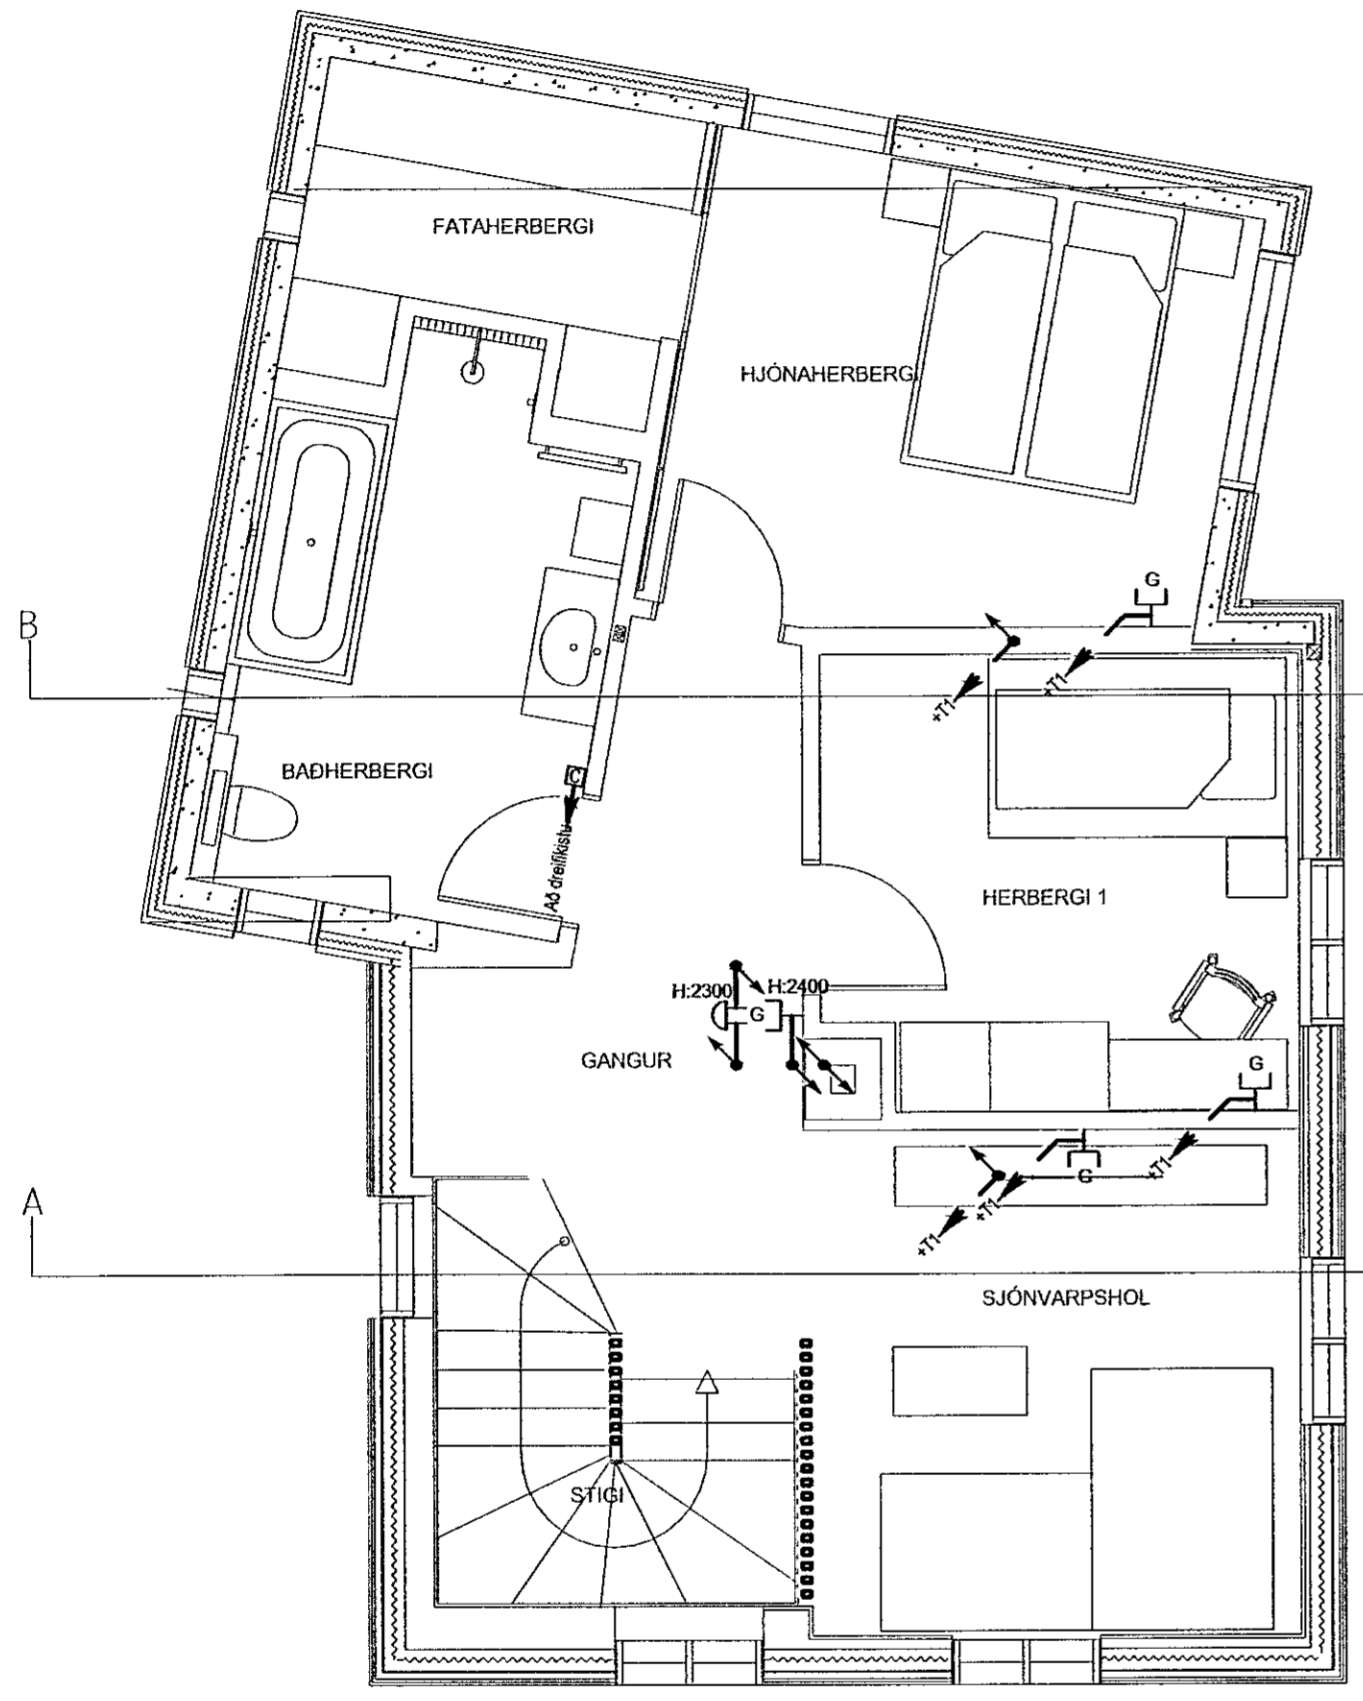 FATAHERBERGI
HJÓNAHERBERGI
G
B
+T1
+T1
BAÐHERBERGI
C
Að dreifikistu
HERBERGI 1
H:2300
H:2400
G
GANGUR
G
G
+T1
+T1
+T1
A
SJÓNVARPSHOL
STIGI